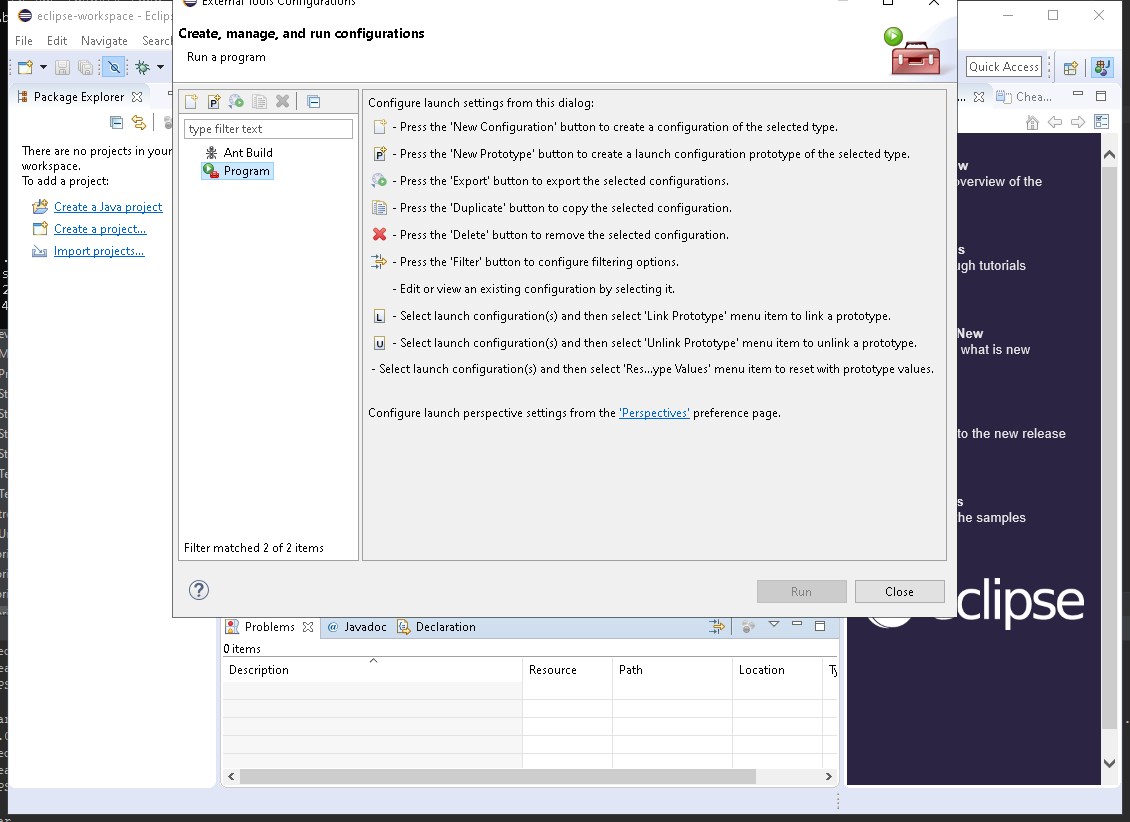 eclipse-workspace - Eclip
External Tools Configurations
File Edit Navigate Searc
Create, manage, and run configurations
Run a program
Quick Access
Package Explorer
Chea...
There are no projects in your
workspace.
To add a project:
Create a Java project
Create a project...
Import projects...
type filter text
Ant Build
Program
Filter matched 2 of 2 items
Configure launch settings from this dialog:
- Press the 'New Configuration' button to create a configuration of the selected type.
P - Press the 'New Prototype' button to create a launch configuration prototype of the selected type.
- Press the 'Export' button to export the selected configurations.
- Press the 'Duplicate' button to copy the selected configuration.
- Press the 'Delete' button to remove the selected configuration.
- Press the 'Filter' button to configure filtering options.
- Edit or view an existing configuration by selecting it.
L - Select launch configuration(s) and then select 'Link Prototype' menu item to link a prototype.
U - Select launch configuration(s) and then select 'Unlink Prototype' menu item to unlink a prototype.
- Select launch configuration(s) and then select 'Res...ype Values' menu item to reset with prototype values.
Configure launch perspective settings from the 'Perspectives' preference page.
? Run Close
w
overview of the
s
ugh tutorials
New
what is new
to the new release
s
he samples
clipse
Problems @ Javadoc Declaration
0 items
Description Resource Path Location Ty